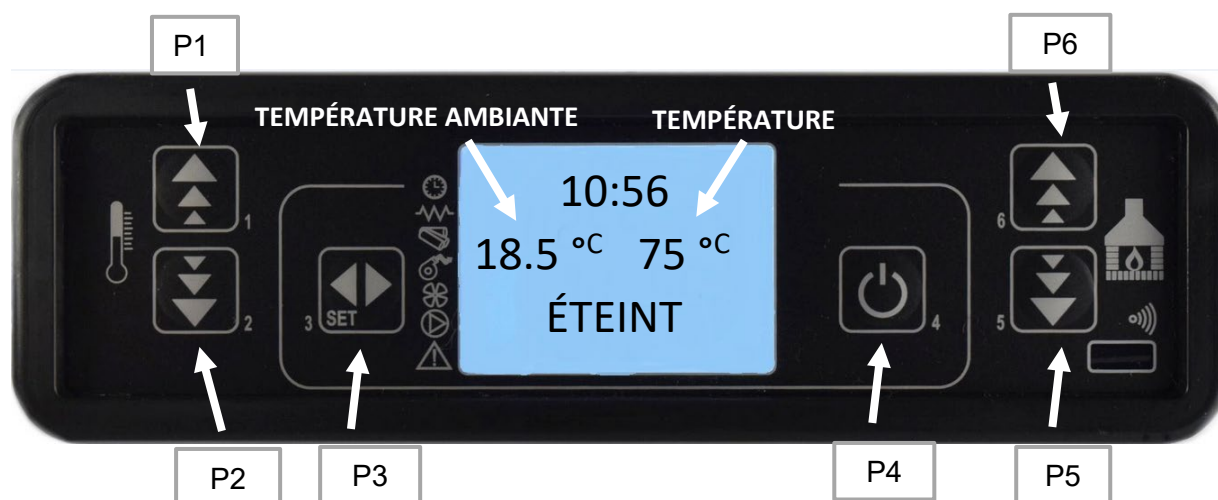 P1
P6
TEMPÉRATURE AMBIANTE
TEMPÉRATURE
10:56
18.5 °C 75 °C
ÉTEINT
1
2
3 SET
4
6
5
P2
P3
P4
P5